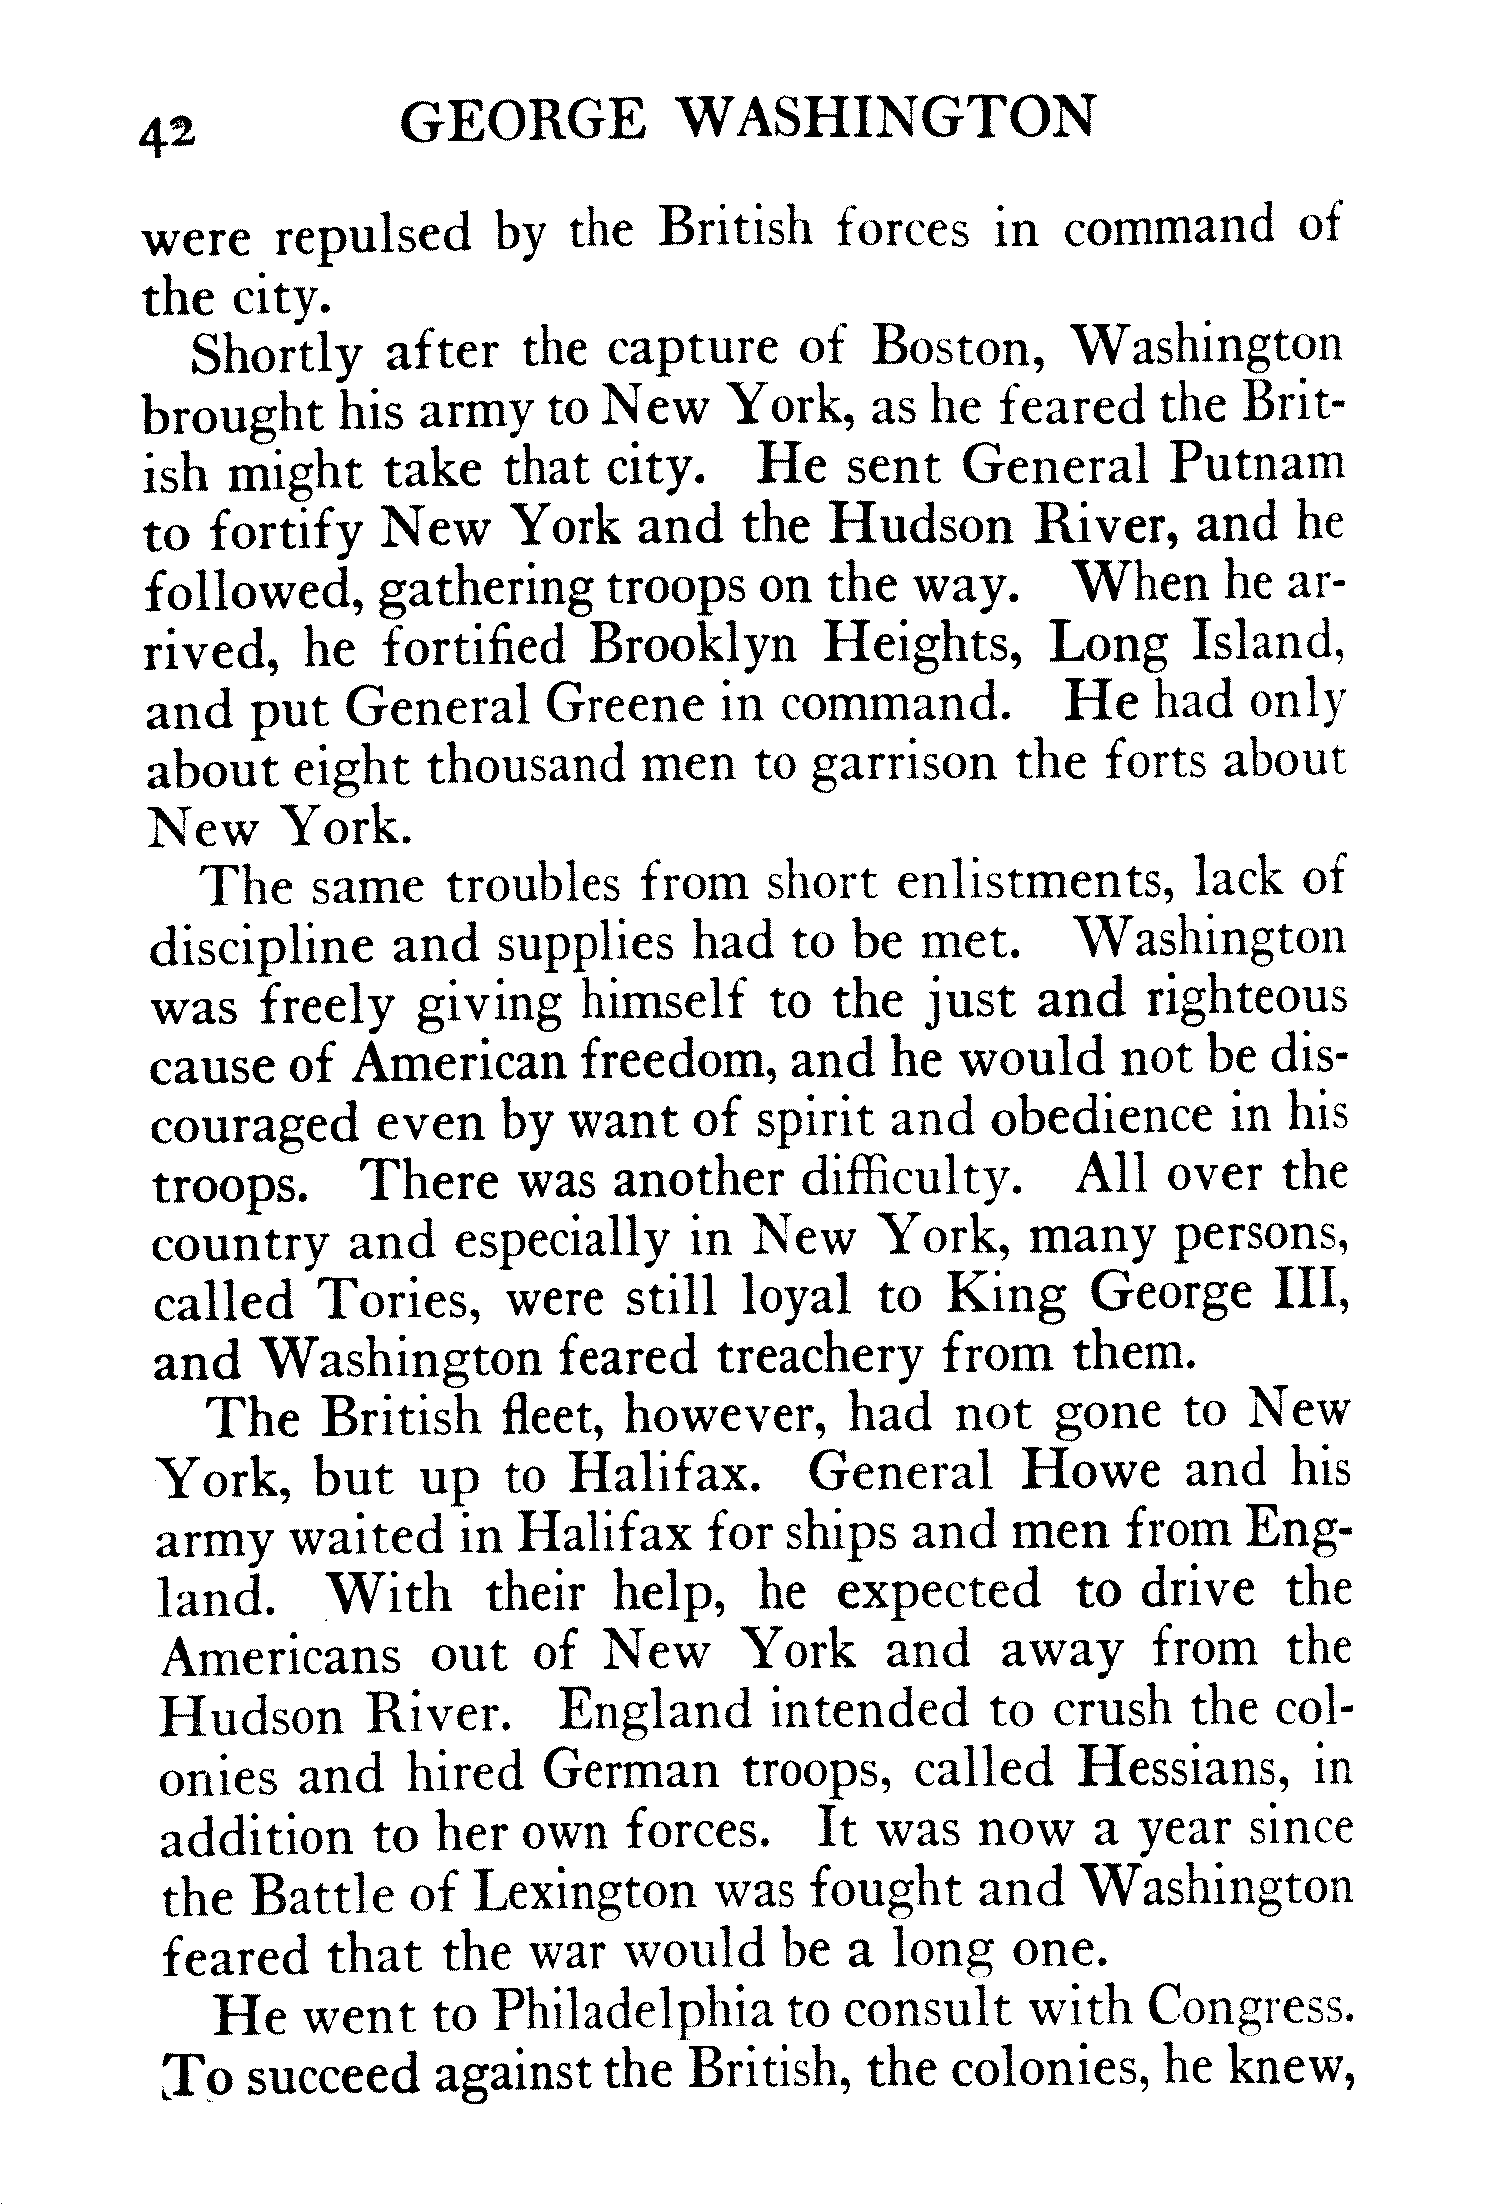 42 GEORGE WASHINGTON
were repulsed by the British forces in command of
the city.
Shortly after the capture of Boston, Washington
brought his army to New York, as he feared the Brit-
ish might take that city. He sent General Putnam
to fortify New York and the Hudson River, and he
followed, gathering troops on the way. When he ar-
rived, he fortified Brooklyn Heights, Long Island,
and put General Greene in command. He had only
about eight thousand men to garrison the forts about
New York.
The same troubles from short enlistments, lack of
discipline and supplies had to be met. Washington
was freely giving himself to the just and righteous
cause of American freedom, and he would not be dis-
couraged even by want of spirit and obedience in his
troops. There was another difficulty. All over the
country and especially in New York, many persons,
called Tories, were still loyal to King George III,
and Washington feared treachery from them.
The British fleet, however, had not gone to New
York, but up to Halifax. General Howe and his
army waited in Halifax for ships and men from Eng-
land. With their help, he expected to drive the
Americans out of New York and away from the
Hudson River. England intended to crush the col-
onies and hired German troops, called Hessians, in
addition to her own forces. It was now a year since
the Battle of Lexington was fought and Washington
feared that the war would be a long one.
He went to Philadelphia to consult with Congress.
To succeed against the British, the colonies, he knew,